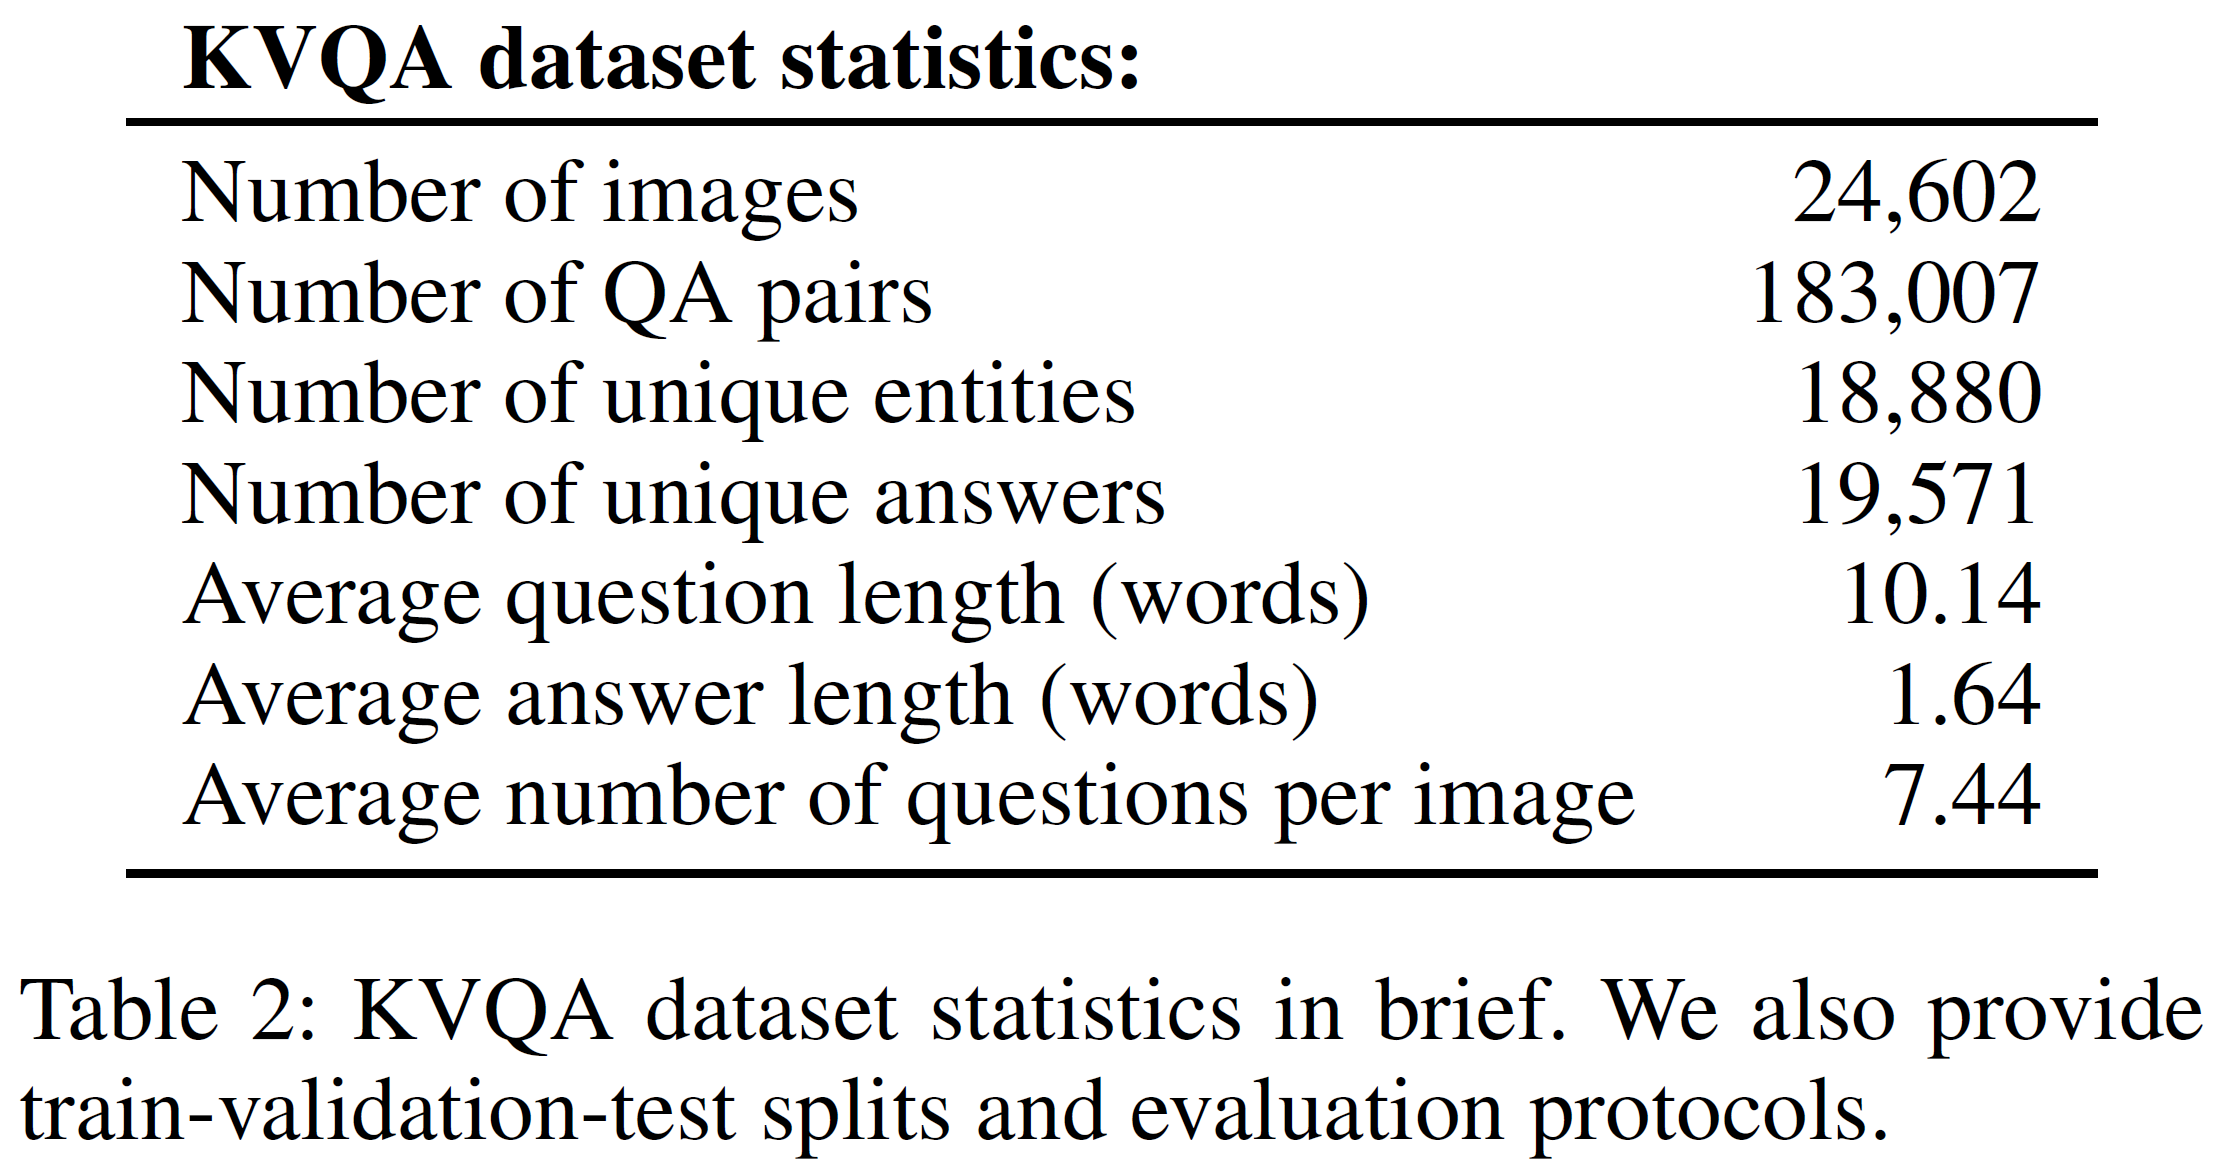 KVQA dataset statistics:
Number of images 24,602
Number of QA pairs 183,007
Number of unique entities 18,880
Number of unique answers 19,571
Average question length (words) 10.14
Average answer length (words) 1.64
Average number of questions per image 7.44
Table 2: KVQA dataset statistics in brief. We also provide
train-validation-test splits and evaluation protocols.